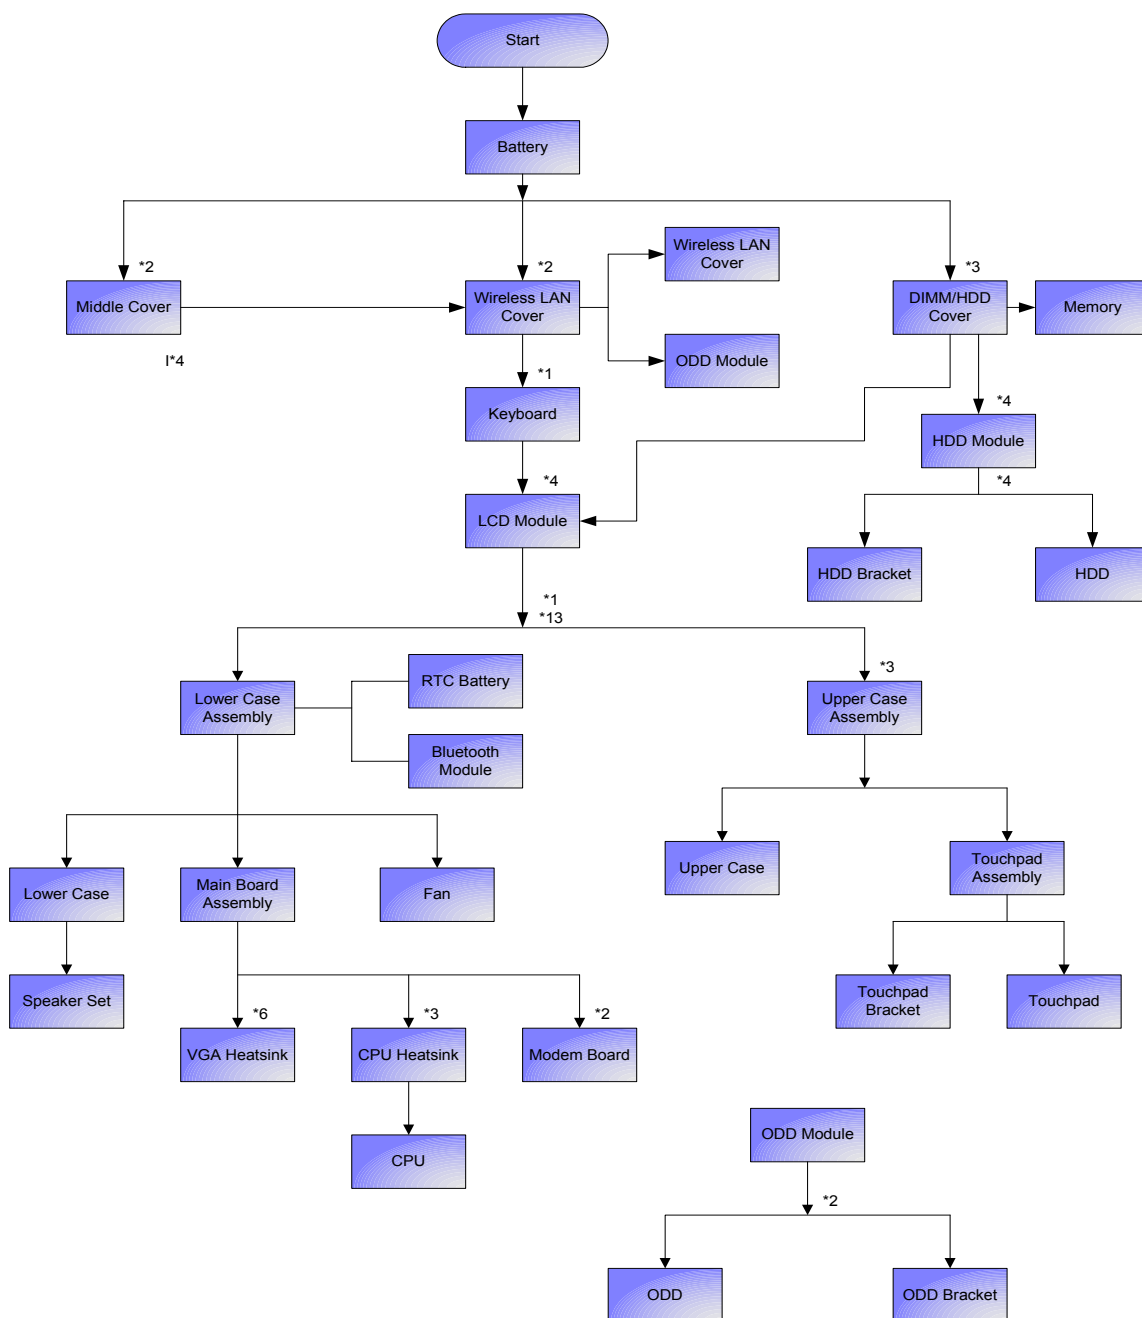 Start
Battery
Wireless LAN
Cover
*2
*2
*3
Middle Cover
Wireless LAN
Cover
DIMM/HDD
Cover
Memory
I*4
ODD Module
*1
Keyboard
*4
HDD Module
*4
*4
LCD Module
HDD Bracket
HDD
*1
*13
*3
RTC Battery
Lower Case
Assembly
Upper Case
Assembly
Bluetooth
Module
Lower Case
Main Board
Assembly
Fan
Upper Case
Touchpad
Assembly
Speaker Set
Touchpad
Bracket
Touchpad
*6
*3
*2
VGA Heatsink
CPU Heatsink
Modem Board
CPU
ODD Module
*2
ODD
ODD Bracket